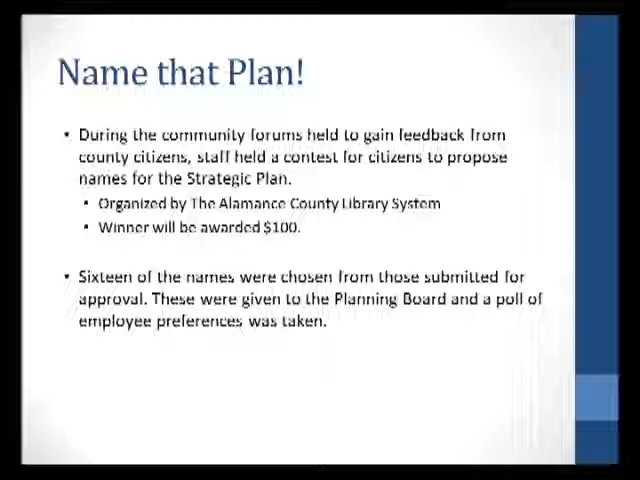 Name that Plan!
• During the community forums held to gain feedback from
county citizens, staff held a contest for citizens to propose
names for the Strategic Plan.
• Organized by The Alamance County Library System
• Winner will be awarded $100.
• Sixteen of the names were chosen from those submitted for
approval. These were given to the Planning Board and a poll of
employee preferences was taken.